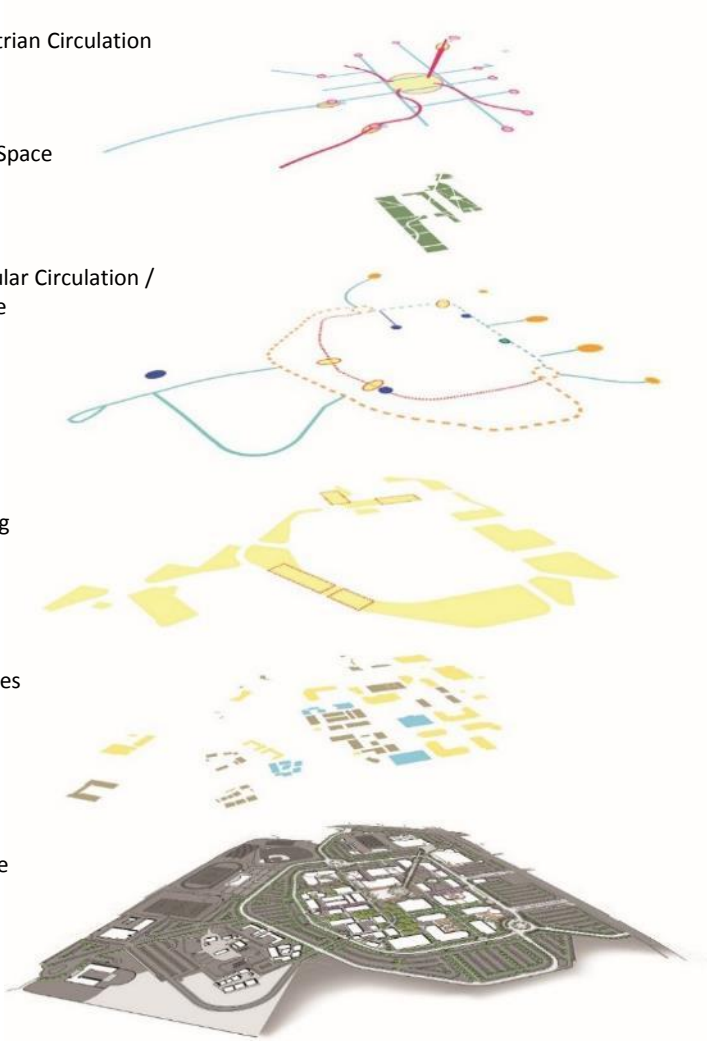 trian Circulation
Space
ular Circulation /
e
g
es
e